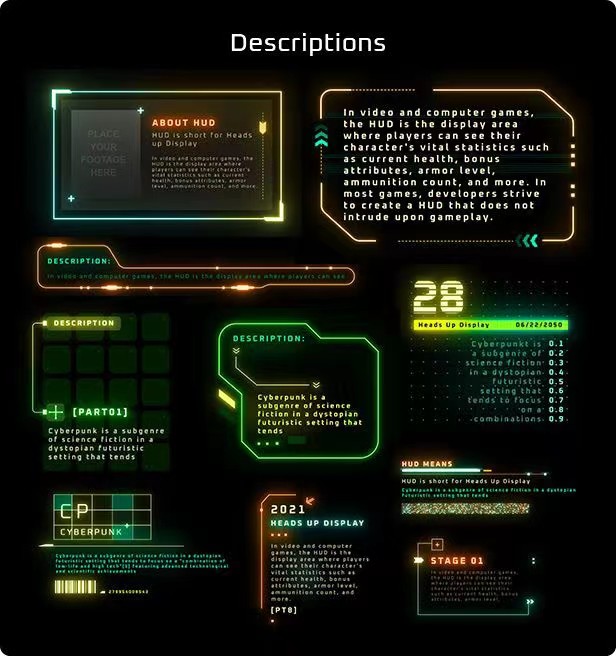 Descriptions
PLACE
YOUR
FOOTAGE
HERE
ABOUT HUD
HUD is short for Heads
up Display
In video and computer games, the
HUD is the display area where
players can see their character's
vital statistics such as current
health, bonus attributes, armor
level, ammunition count, and more.
In video and computer games,
the HUD is the display area
where players can see their
character's vital statistics such
as current health, bonus
attributes, armor level,
ammunition count, and more. In
most games, developers strive
to create a HUD that does not
intrude upon gameplay.
DESCRIPTION:
In video and computer games, the HUD is the display area where players can see
28
Heads Up Display 06/22/2050
Cyberpunk is 0.1
a subgenre of 0.2
science fiction 0.3
in a dystopian 0.4
futuristic 0.5
setting that 0.6
tends to focus 0.7
on a 0.8
combinations 0.9
DESCRIPTION
[PART01]
Cyberpunk is a subgenre
of science fiction in a
dystopian futuristic
setting that tends
DESCRIPTION:
Cyberpunk is a
subgenre of science
fiction in a dystopian
futuristic setting that
tends
HUD MEANS
HUD is short for Heads Up Display
Cyberpunk is a subgenre of science fiction in a dystopian
futuristic setting that tends
CP
CYBERPUNK
Cyberpunk is a subgenre of science fiction in a dystopian
futuristic setting that tends to focus on a "combination of
low-life and high tech"[1] featuring advanced technological
and scientific achievements
2021
HEADS UP DISPLAY
In video and computer
games, the HUD is the
display area where players
can see their character's
vital statistics such as
current health, bonus
attributes, armor level,
ammunition count, and
more.
[PT8]
STAGE 01
In video and computer games,
the HUD is the display area
where players can see their
character's vital statistics
such as current health, bonus
attributes, armor level,